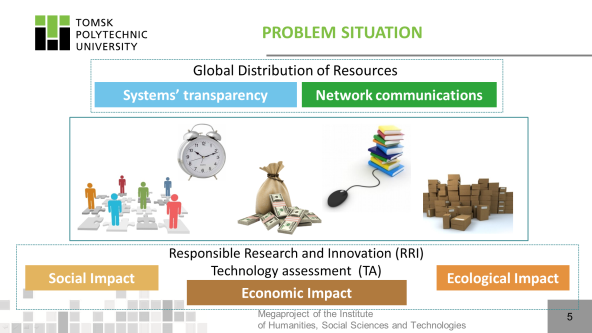 TOMSK
POLYTECHNIC
UNIVERSITY
PROBLEM SITUATION
Global Distribution of Resources
Systems’ transparency
Network communications
Responsible Research and Innovation (RRI)
Technology assessment (TA)
Social Impact
Economic Impact
Ecological Impact
Megaproject of the Institute
of Humanities, Social Sciences and Technologies
5